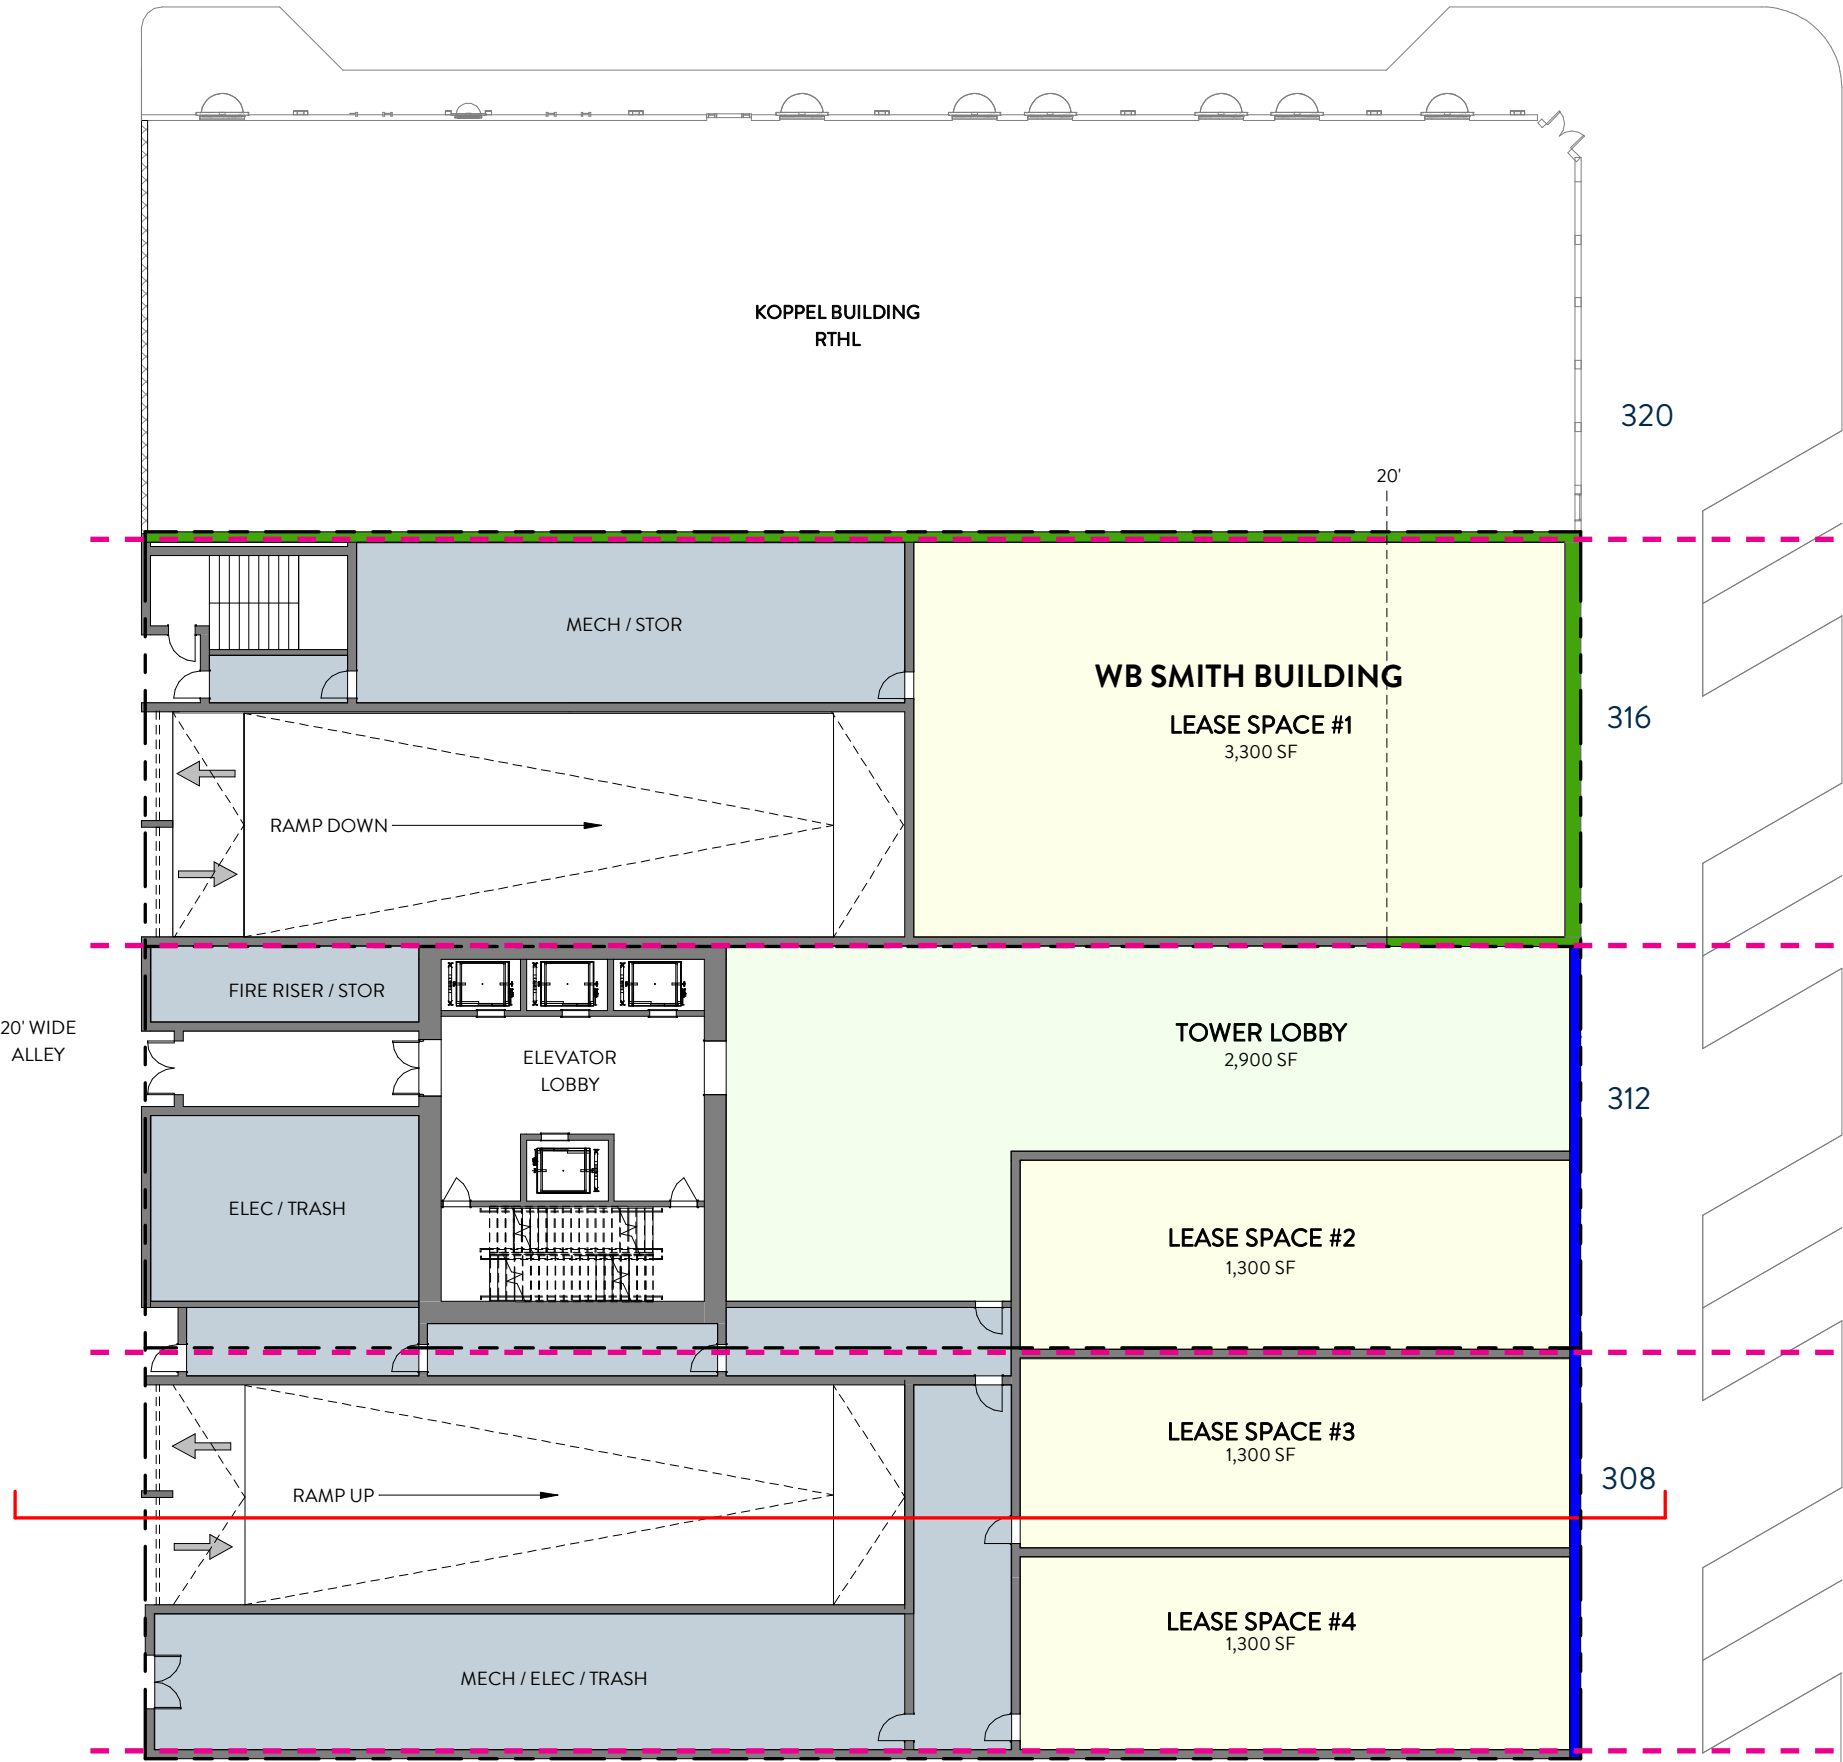 KOPPEL BUILDING
RTHL
320
20'
MECH / STOR
WB SMITH BUILDING
LEASE SPACE #1
3,300 SF
316
RAMP DOWN
FIRE RISER / STOR
20' WIDE
ALLEY
ELEVATOR
LOBBY
TOWER LOBBY
2,900 SF
312
ELEC / TRASH
LEASE SPACE #2
1,300 SF
LEASE SPACE #3
1,300 SF
308
RAMP UP
LEASE SPACE #4
1,300 SF
MECH / ELEC / TRASH